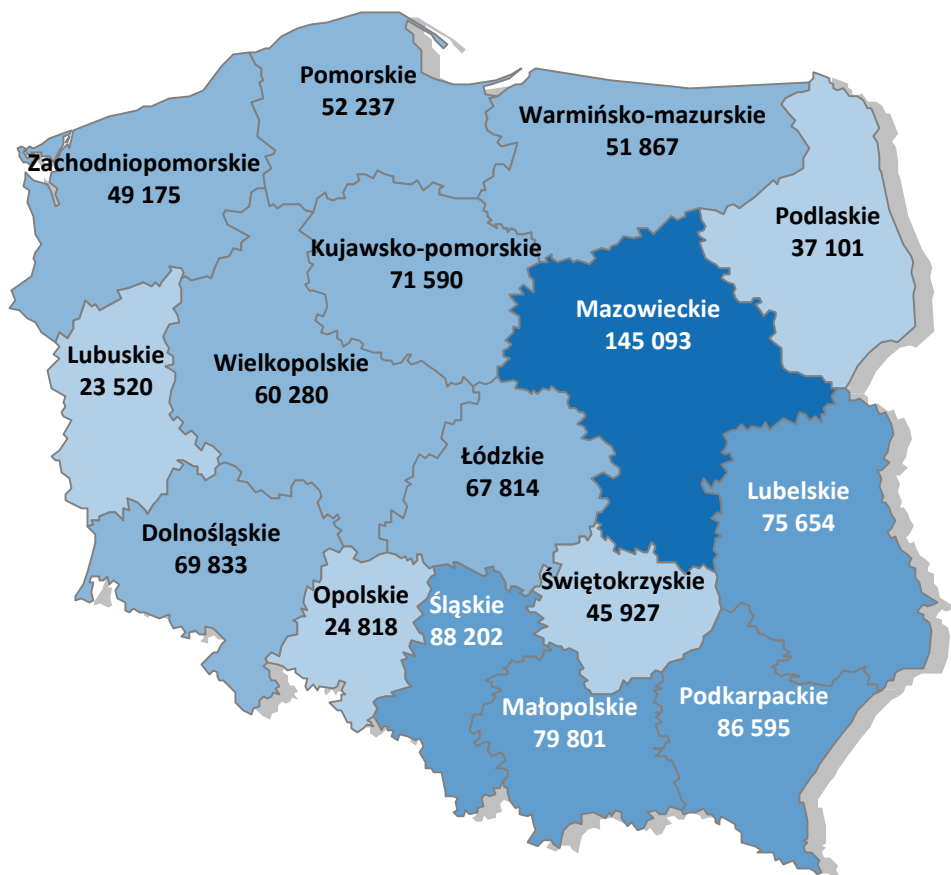 Pomorskie
52 237
Warmińsko-mazurskie
51 867
Zachodniopomorskie
49 175
Podlaskie
37 101
Kujawsko-pomorskie
71 590
Mazowieckie
145 093
Lubuskie
23 520
Wielkopolskie
60 280
Łódzkie
67 814
Lubelskie
75 654
Dolnośląskie
69 833
Opolskie
24 818
Śląskie
88 202
Świętokrzyskie
45 927
Małopolskie
79 801
Podkarpackie
86 595